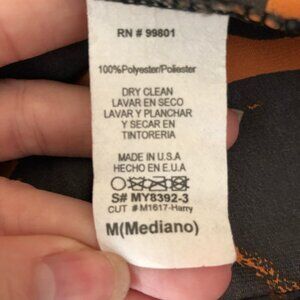 RN # 99801
100%Polyester/Poliester
DRY CLEAN
LAVAR EN SECO
LAVAR Y PLANCHAR
Y SECAR EN
TINTORERIA
MADE IN U.S.A
HECHO EN E.U.A
S# MY8392-3
CUT # M1617-Harry
M(Mediano)